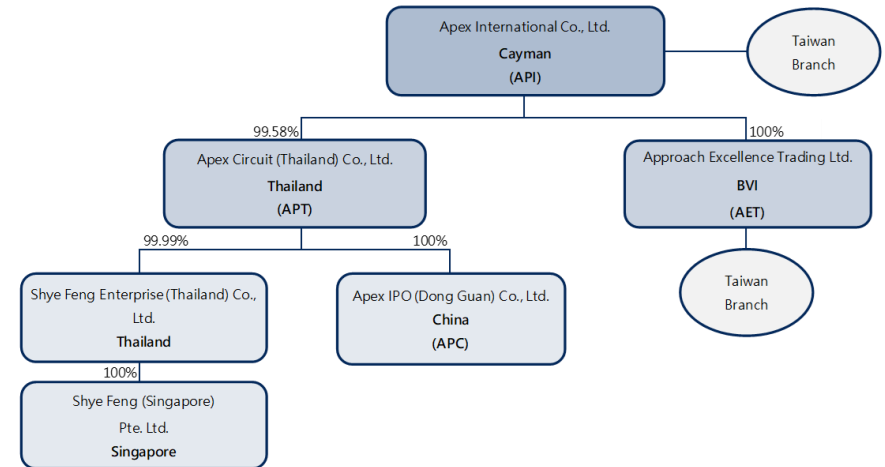 Apex International Co., Ltd.
Cayman
(API)
Taiwan
Branch
99.58%
100%
Apex Circuit (Thailand) Co., Ltd.
Thailand
(APT)
Approach Excellence Trading Ltd.
BVI
(AET)
99.99%
100%
Shye Feng Enterprise (Thailand) Co.,
Ltd.
Thailand
Apex IPO (Dong Guan) Co., Ltd.
China
(APC)
Taiwan
Branch
100%
Shye Feng (Singapore)
Pte. Ltd.
Singapore